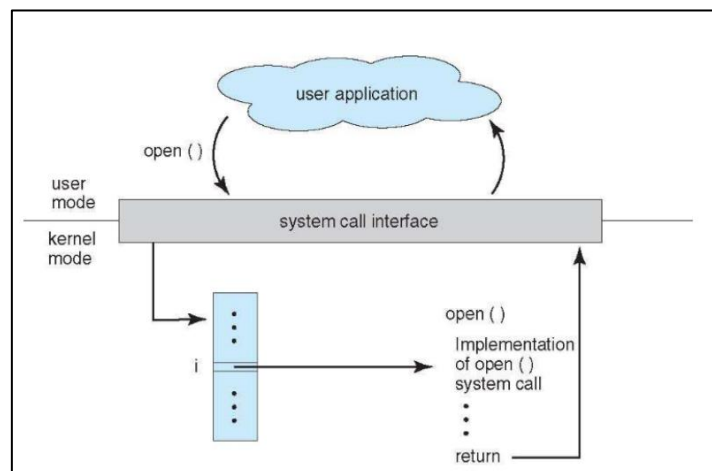 user application
open ( )
user
mode
system call interface
kernel
mode
open ( )
i
Implementation
of open ( )
system call
return